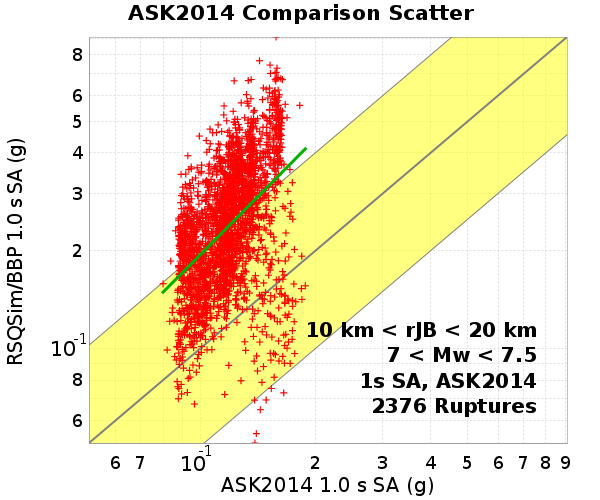 ASK2014 Comparison Scatter
RSQSim/BBP 1.0 s SA (g)
8
6
5
4
3
2
10-1
8
6
10 km < rJB < 20 km
7 < Mw < 7.5
1s SA, ASK2014
2376 Ruptures
6 7 10-1 2 3 4 5 6 7 8 9
ASK2014 1.0 s SA (g)